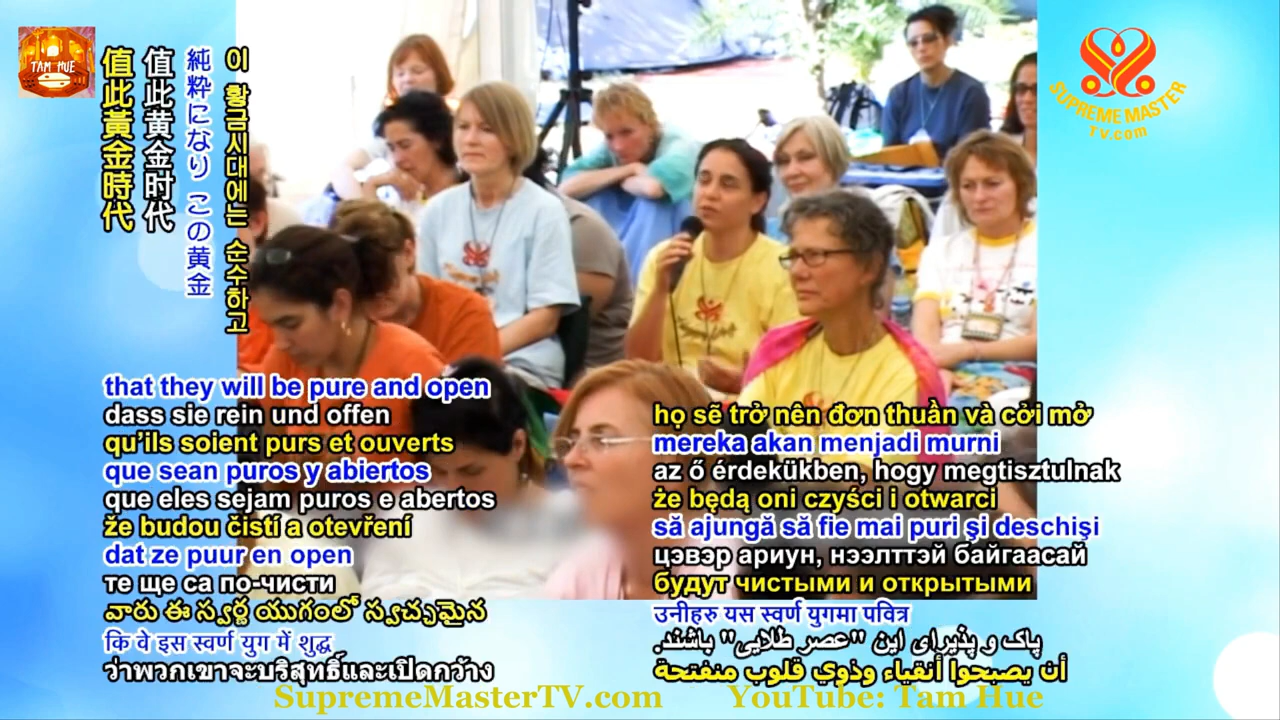 TAM HUE
值此黃金時代
值此黄金时代
純粋になり この黄金
이 황금시대에는 순수하고
SUPREME MASTER
TV.com
that they will be pure and open
dass sie rein und offen
qu'ils soient purs et ouverts
que sean puros y abiertos
que eles sejam puros e abertos
že budou čistí a otevření
dat ze puur en open
те ще са по-чисти
వారు ఈ స్వర్ణ యుగంలో స్వచ్ఛమైన
कि वे इस स्वर्ण युग में शुद्ध
ว่าพวกเขาจะบริสุทธิ์และเปิดกว้าง
họ sẽ trở nên đơn thuần và cởi mở
mereka akan menjadi murni
az ő érdekükben, hogy megtisztulnak
że będą oni czyści i otwarci
să ajungă să fie mai puri şi deschişi
цэвэр ариун, нээлттэй байгаасай
будут чистыми и открытыми
उनीहरु यस स्वर्ण युगमा पवित्र
پاک و پذیرای این "عصر طلایی" باشند.
أن يصبحوا أنقياء وذوي قلوب منفتحة
SupremeMasterTV.com
YouTube: Tam Hue